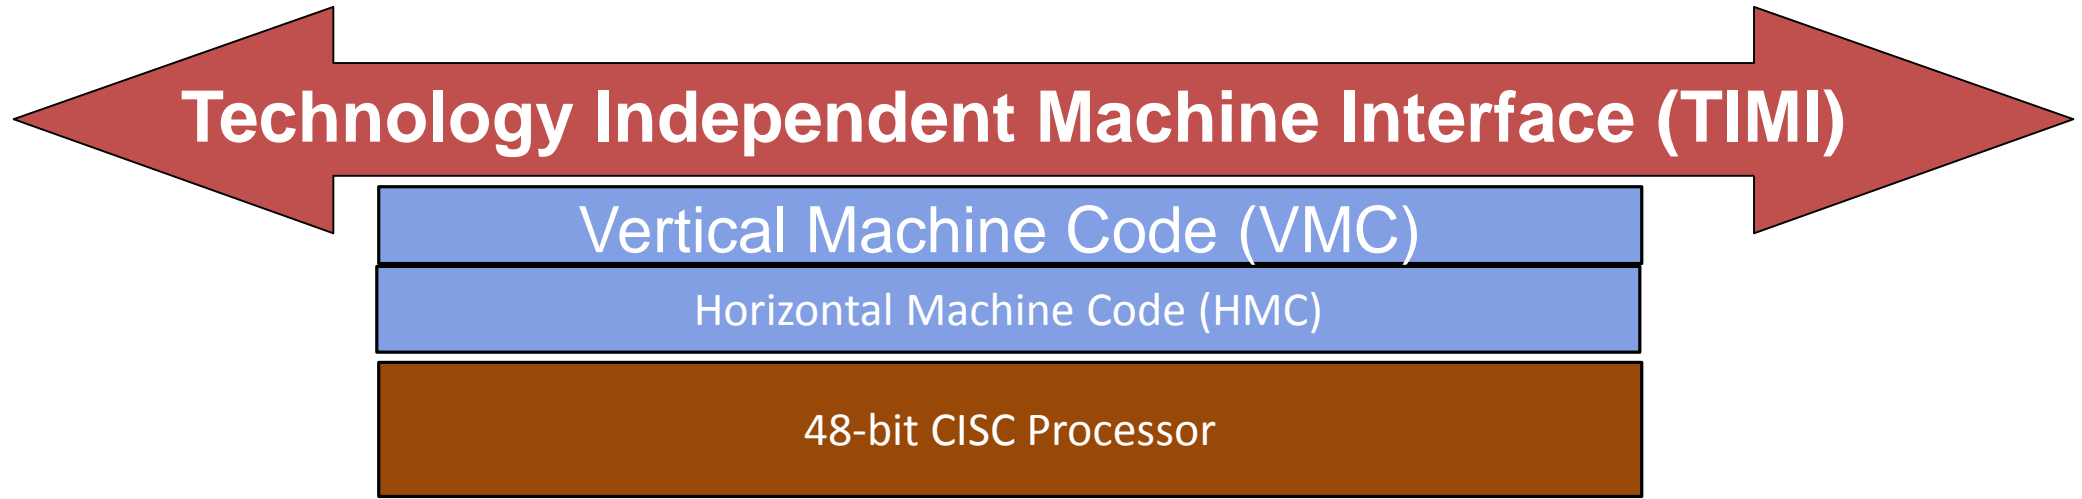 Technology Independent Machine Interface (TIMI)
Vertical Machine Code (VMC)
Horizontal Machine Code (HMC)
48-bit CISC Processor